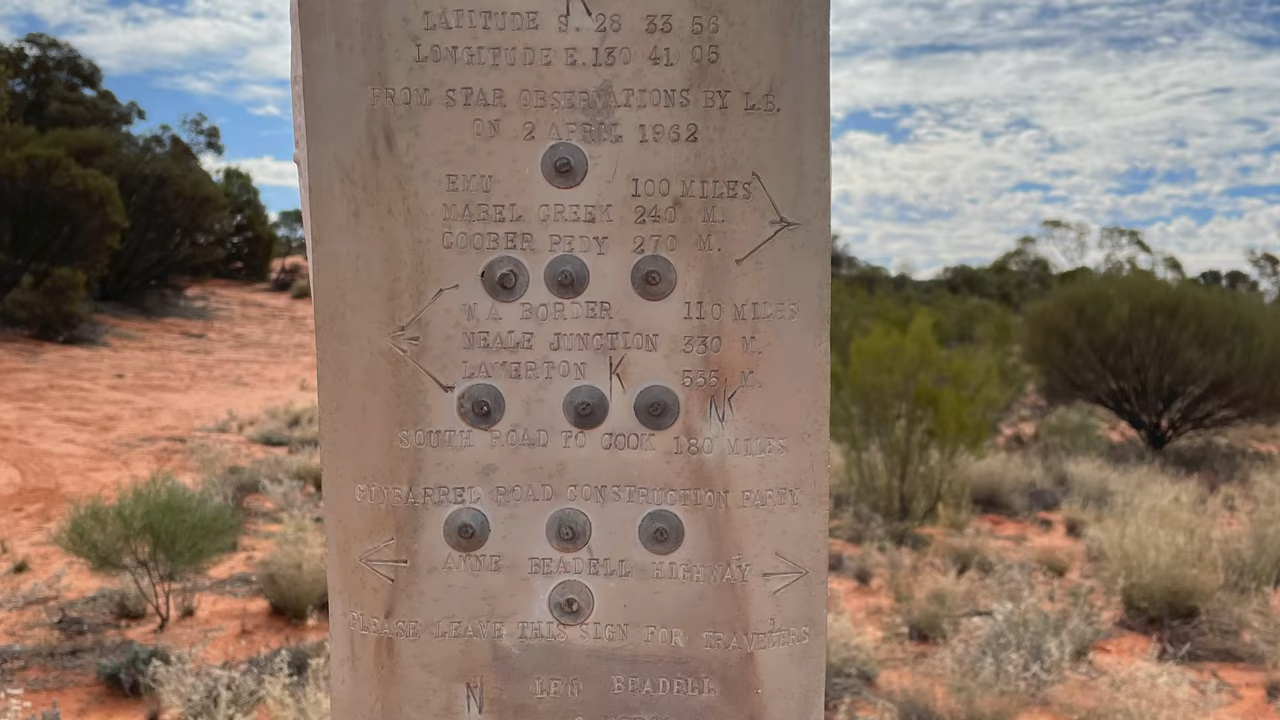 LATITUDE S. 28 33 56
LONGITUDE E. 130 41 05
FROM STAR OBSERVATIONS BY L.B.
ON 2 APRIL 1962
EMU 100 MILES
MABEL CREEK 240 M.
COOBER PEDY 270 M.
W.A BORDER 110 MILES
NEALE JUNCTION 330 M.
LAVERTON K 555 M.
NK
SOUTH ROAD TO COOK 180 MILES
GUNBARREL ROAD CONSTRUCTION PARTY
ANNE BEADELL HIGHWAY
PLEASE LEAVE THIS SIGN FOR TRAVELLERS
N LEN BEADELL